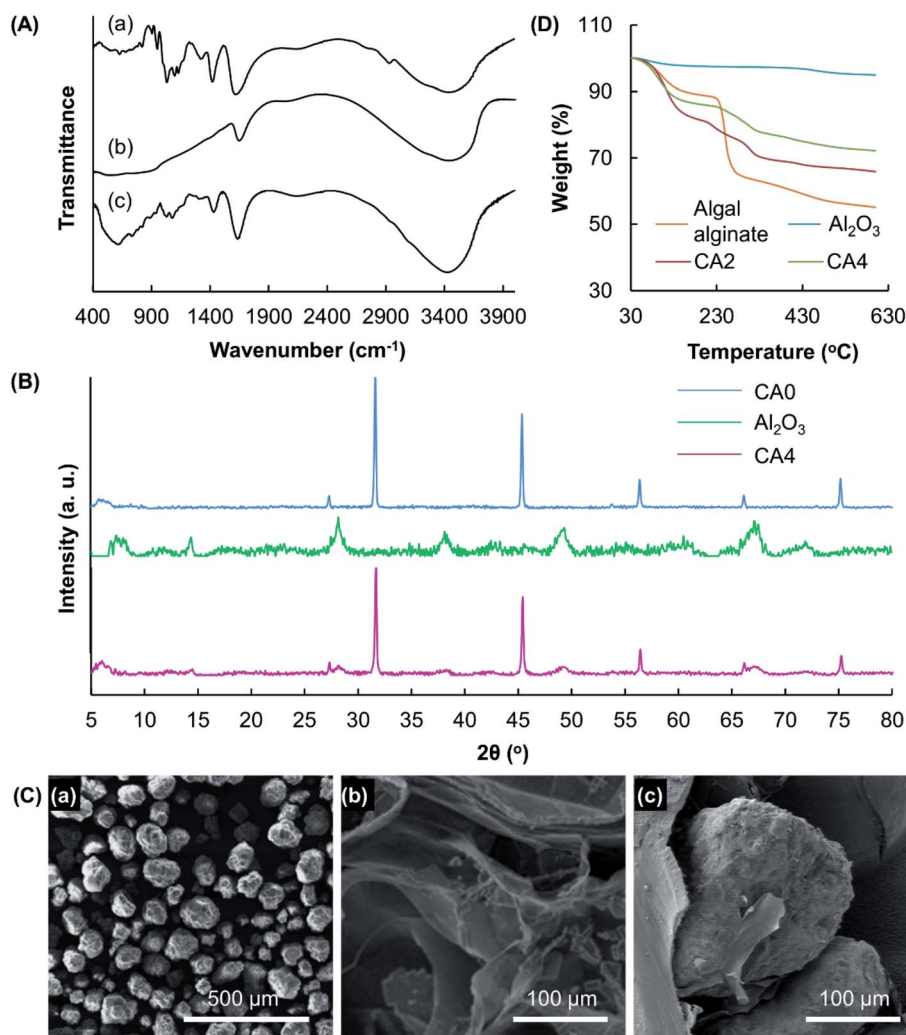 (A)
(a)
(b)
(c)
Transmittance
400 900 1400 1900 2400 2900 3400 3900
Wavenumber (cm⁻¹)
(D)
110
90
70
50
30
Weight (%)
Algal alginate
Al₂O₃
CA2
CA4
30 230 430 630
Temperature (°C)
(B)
CA0
Al₂O₃
CA4
Intensity (a. u.)
5 10 15 20 25 30 35 40 45 50 55 60 65 70 75 80
2θ (°)
(C)
(a)
500 µm
(b)
100 µm
(c)
100 µm